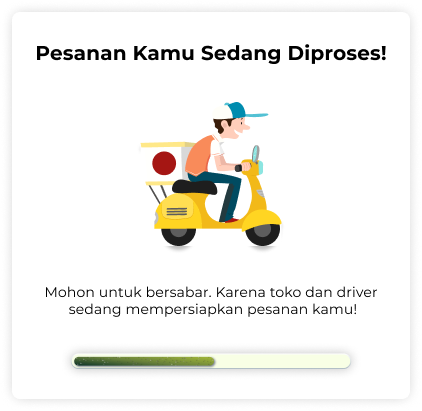 Pesanan Kamu Sedang Diproses!
Mohon untuk bersabar. Karena toko dan driver
sedang mempersiapkan pesanan kamu!